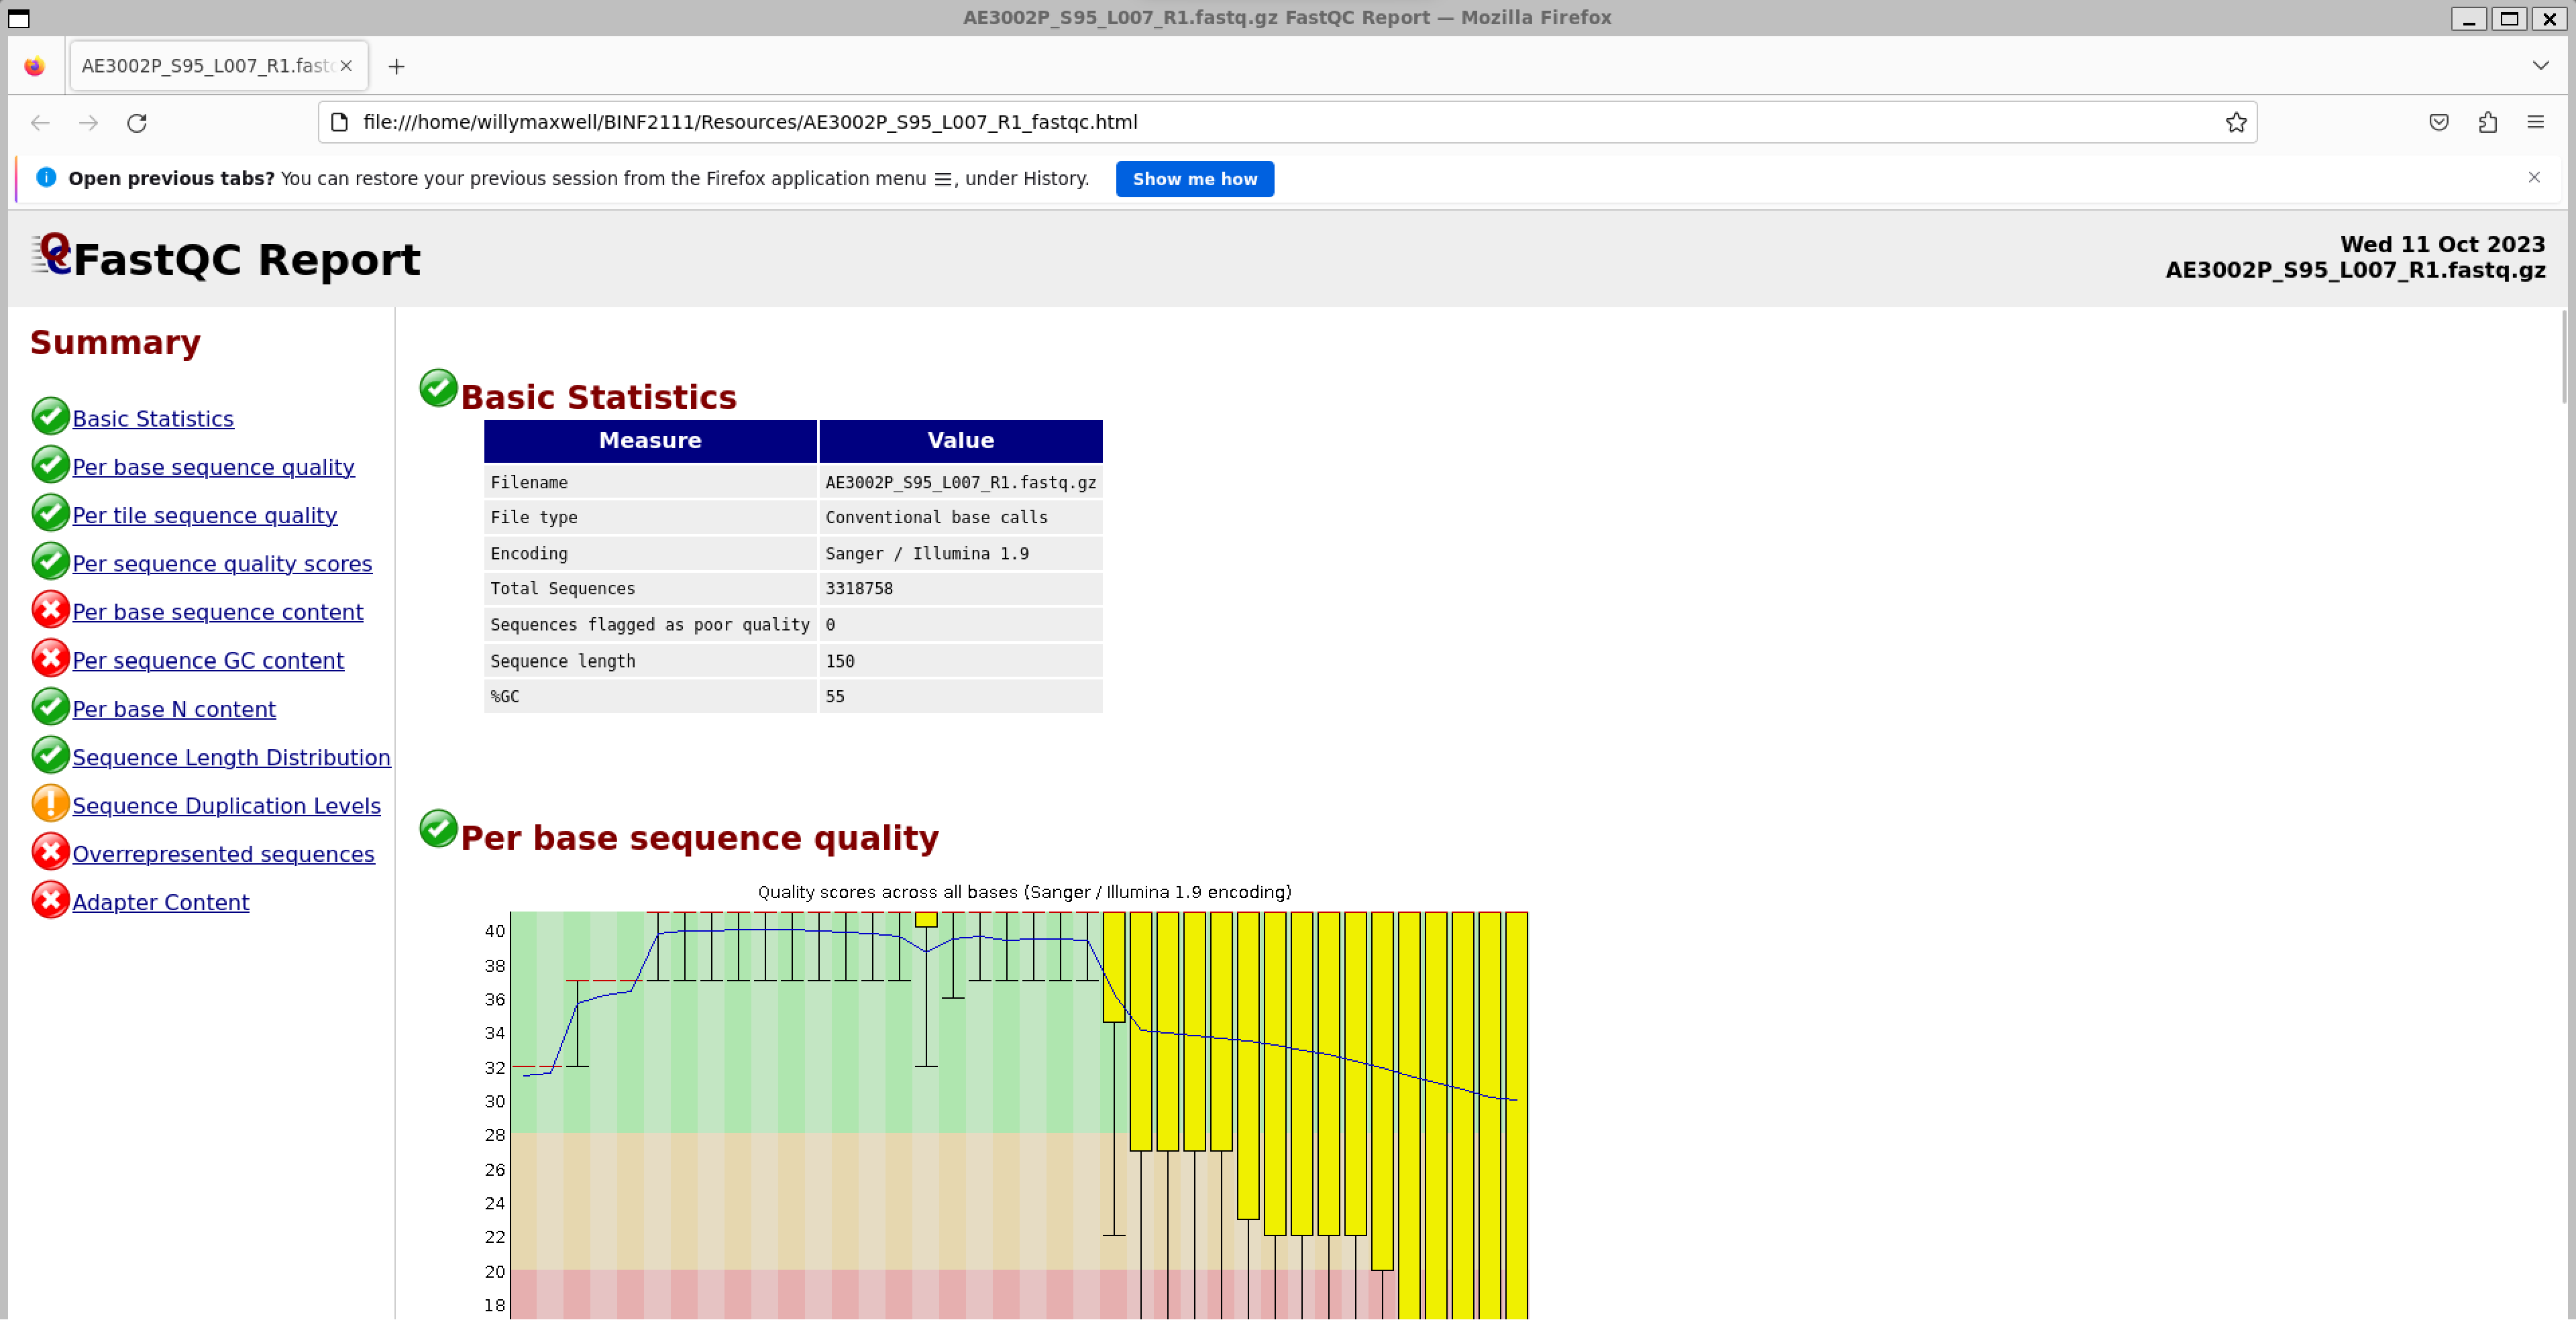 AE3002P_S95_L007_R1.fastq.gz FastQC Report — Mozilla Firefox
AE3002P_S95_L007_R1.fast
file:///home/willymaxwell/BINF2111/Resources/AE3002P_S95_L007_R1_fastqc.html
Open previous tabs? You can restore your previous session from the Firefox application menu ☰, under History. Show me how
FastQC Report
Wed 11 Oct 2023
AE3002P_S95_L007_R1.fastq.gz
Summary
Basic Statistics
Per base sequence quality
Per tile sequence quality
Per sequence quality scores
Per base sequence content
Per sequence GC content
Per base N content
Sequence Length Distribution
Sequence Duplication Levels
Overrepresented sequences
Adapter Content
Basic Statistics
Measure Value
Filename AE3002P_S95_L007_R1.fastq.gz
File type Conventional base calls
Encoding Sanger / Illumina 1.9
Total Sequences 3318758
Sequences flagged as poor quality 0
Sequence length 150
%GC 55
Per base sequence quality
Quality scores across all bases (Sanger / Illumina 1.9 encoding)
40
38
36
34
32
30
28
26
24
22
20
18